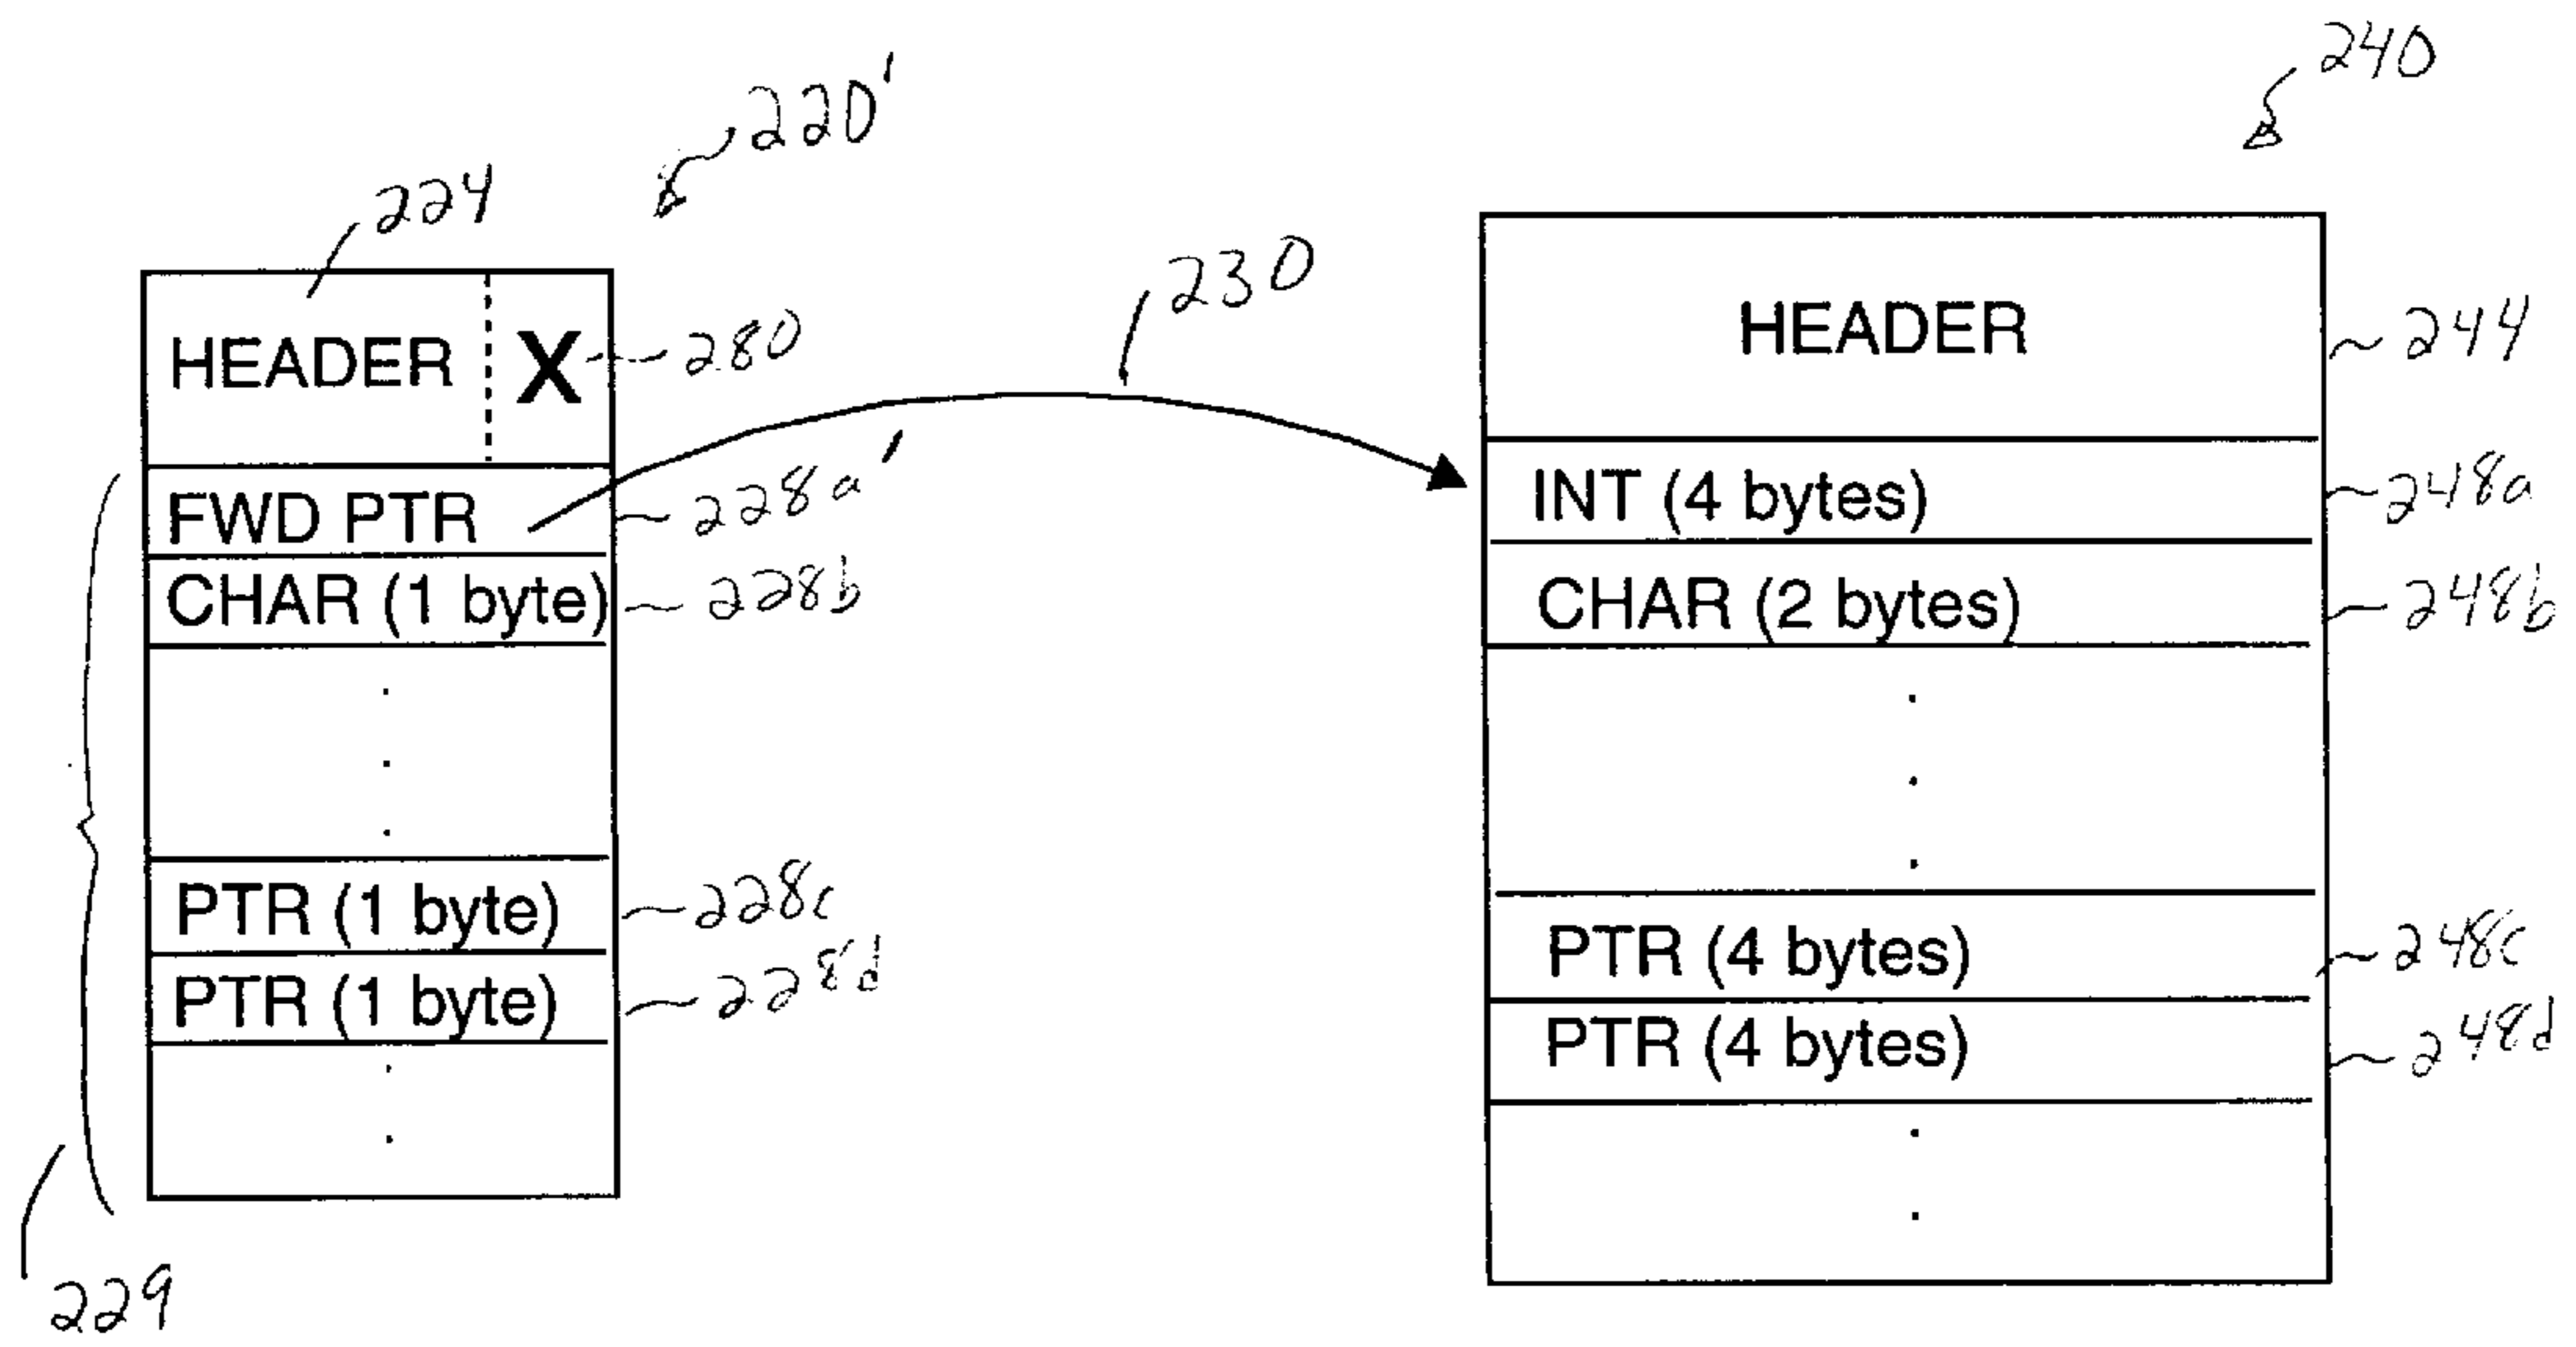 240
220'
224
230
HEADER X 280
HEADER 244
FWD PTR 228a'
INT (4 bytes) 248a
CHAR (1 byte) 228b
CHAR (2 bytes) 248b
PTR (1 byte) 228c
PTR (4 bytes) 248c
PTR (1 byte) 228d
PTR (4 bytes) 248d
229